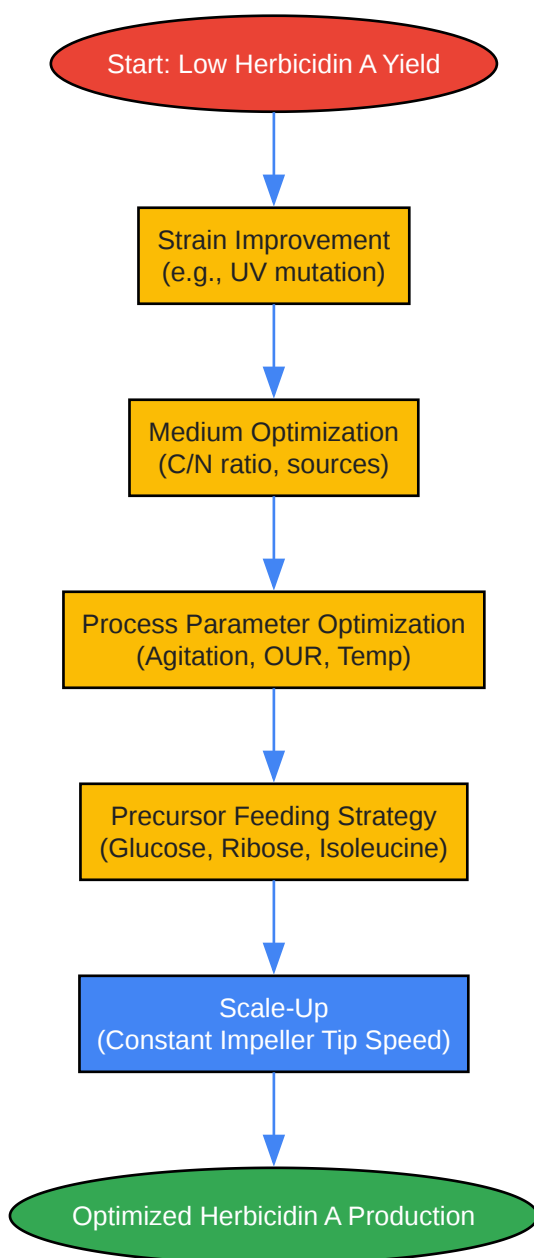 Start: Low Herbicidin A Yield
Strain Improvement
(e.g., UV mutation)
Medium Optimization
(C/N ratio, sources)
Process Parameter Optimization
(Agitation, OUR, Temp)
Precursor Feeding Strategy
(Glucose, Ribose, Isoleucine)
Scale-Up
(Constant Impeller Tip Speed)
Optimized Herbicidin A Production